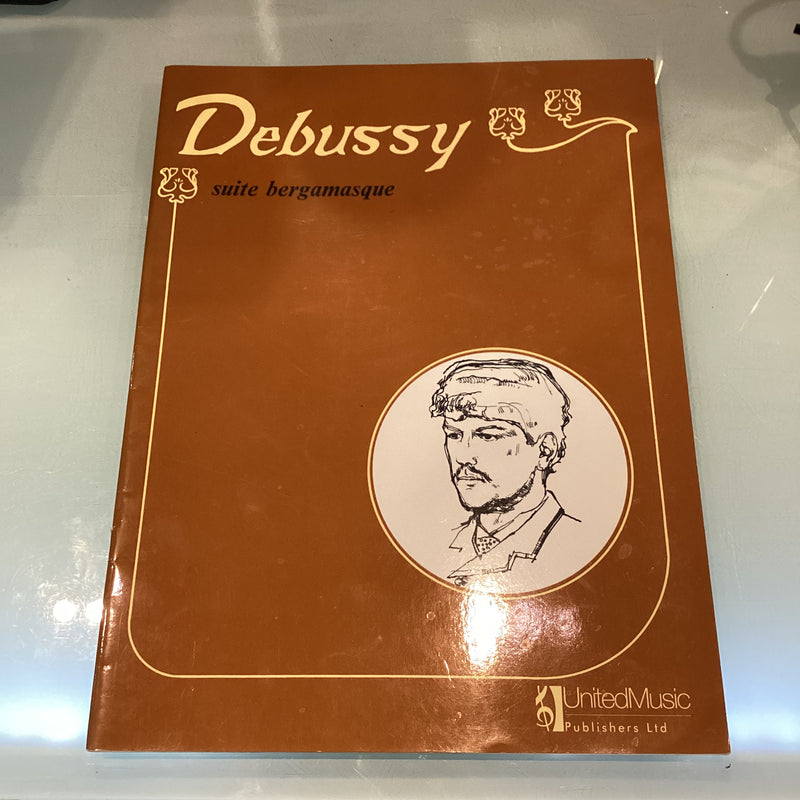 Debussy
suite bergamasque
UnitedMusic
Publishers Ltd